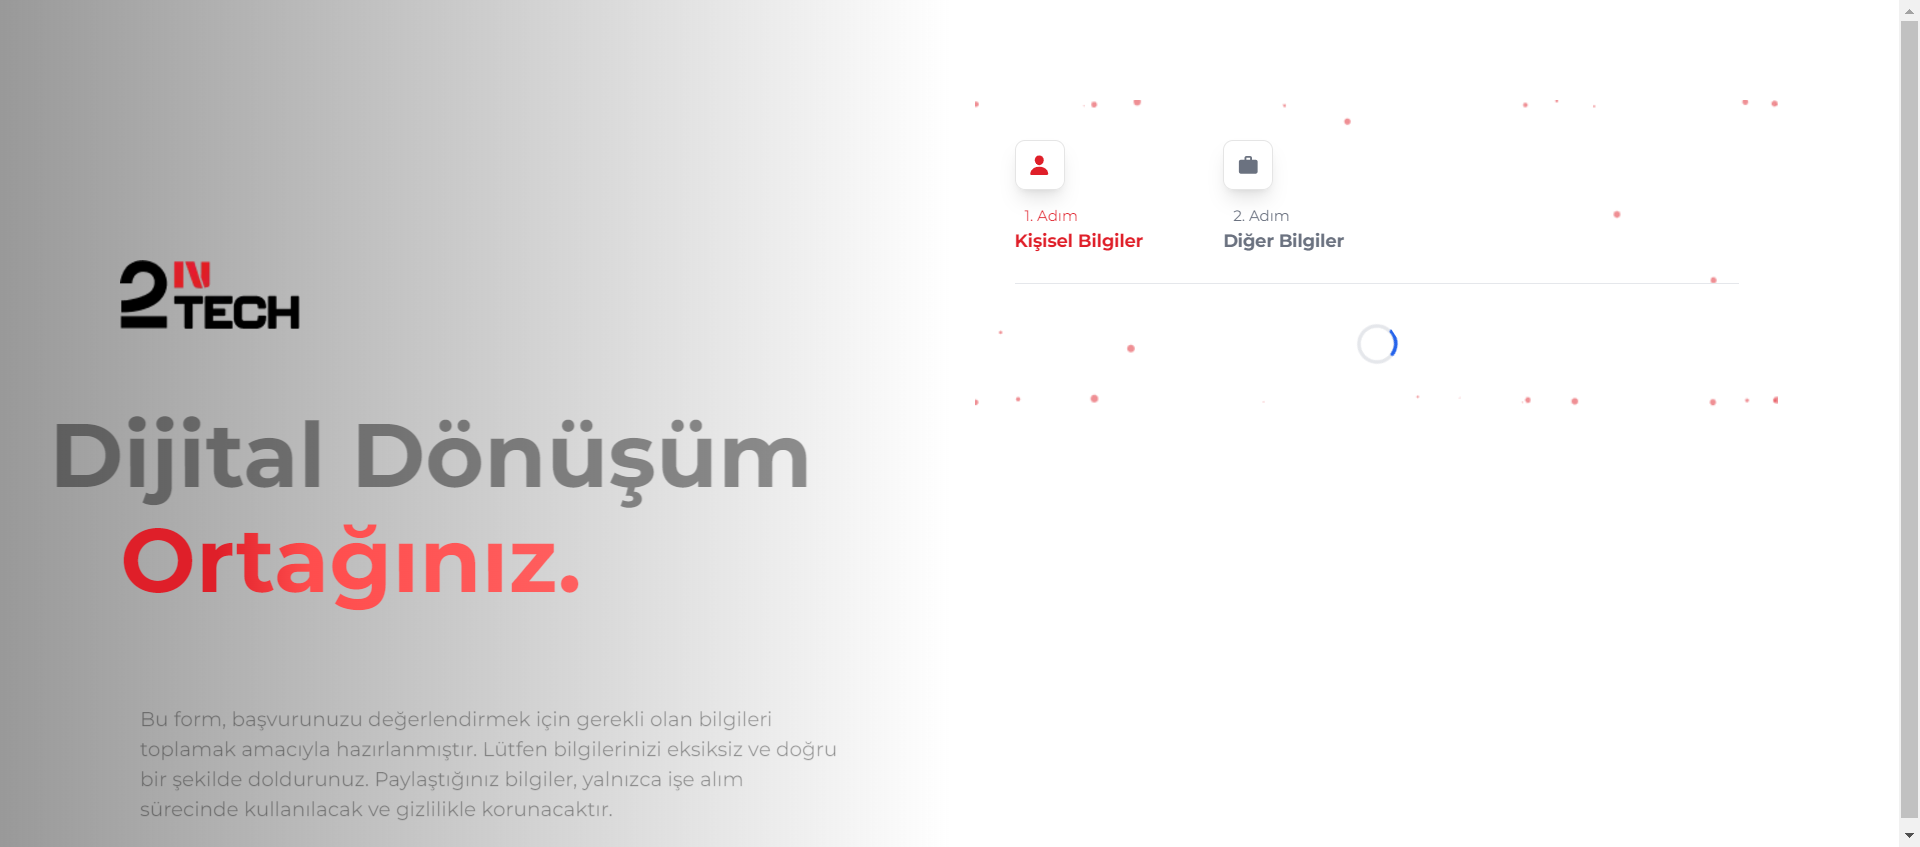 2 IN
TECH
Dijital Dönüşüm
Ortağınız.
Bu form, başvurunuzu değerlendirmek için gerekli olan bilgileri
toplamak amacıyla hazırlanmıştır. Lütfen bilgilerinizi eksiksiz ve doğru
bir şekilde doldurunuz. Paylaştığınız bilgiler, yalnızca işe alım
sürecinde kullanılacak ve gizlilikle korunacaktır.
1. Adım
Kişisel Bilgiler
2. Adım
Diğer Bilgiler